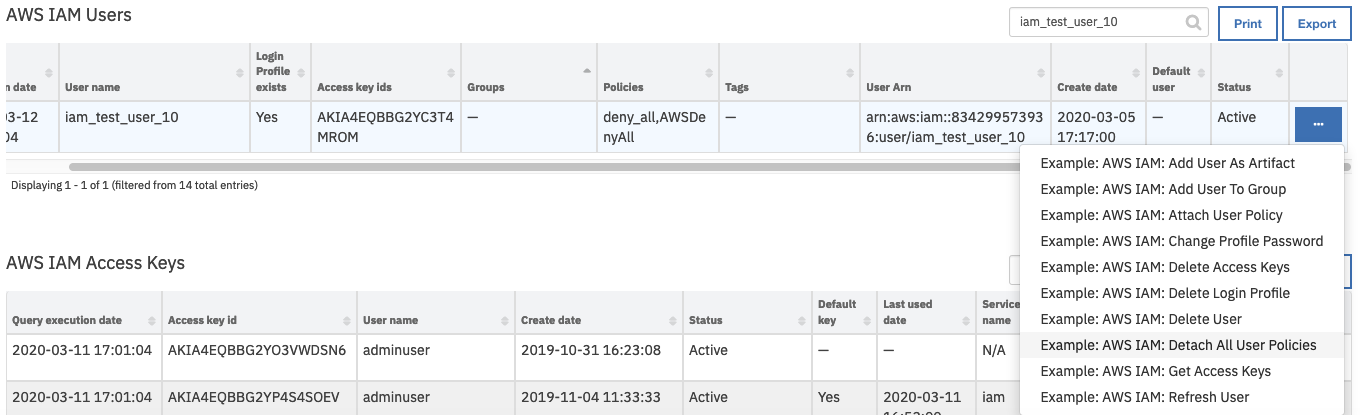 AWS IAM Users
iam_test_user_10
Print
Export
n date
User name
Login
Profile
exists
Access key ids
Groups
Policies
Tags
User Arn
Create date
Default
user
Status
iam_test_user_10
Yes
AKIA4EQBBG2YC3T4
MROM
—
deny_all,AWSDe
nyAll
—
arn:aws:iam::83429957393
6:user/iam_test_user_10
2020-03-05
17:17:00
—
Active
...
Displaying 1 - 1 of 1 (filtered from 14 total entries)
Example: AWS IAM: Add User As Artifact
Example: AWS IAM: Add User To Group
Example: AWS IAM: Attach User Policy
Example: AWS IAM: Change Profile Password
Example: AWS IAM: Delete Access Keys
Example: AWS IAM: Delete Login Profile
Example: AWS IAM: Delete User
Example: AWS IAM: Detach All User Policies
Example: AWS IAM: Get Access Keys
Example: AWS IAM: Refresh User
AWS IAM Access Keys
Query execution date
Access key id
User name
Create date
Status
Default
key
Last used
date
Service
name
2020-03-11 17:01:04
AKIA4EQBBG2YO3VWDSN6
adminuser
2019-10-31 16:23:08
Active
—
—
N/A
2020-03-11 17:01:04
AKIA4EQBBG2YP4S4SOEV
adminuser
2019-11-04 11:33:33
Active
Yes
2020-03-11
iam